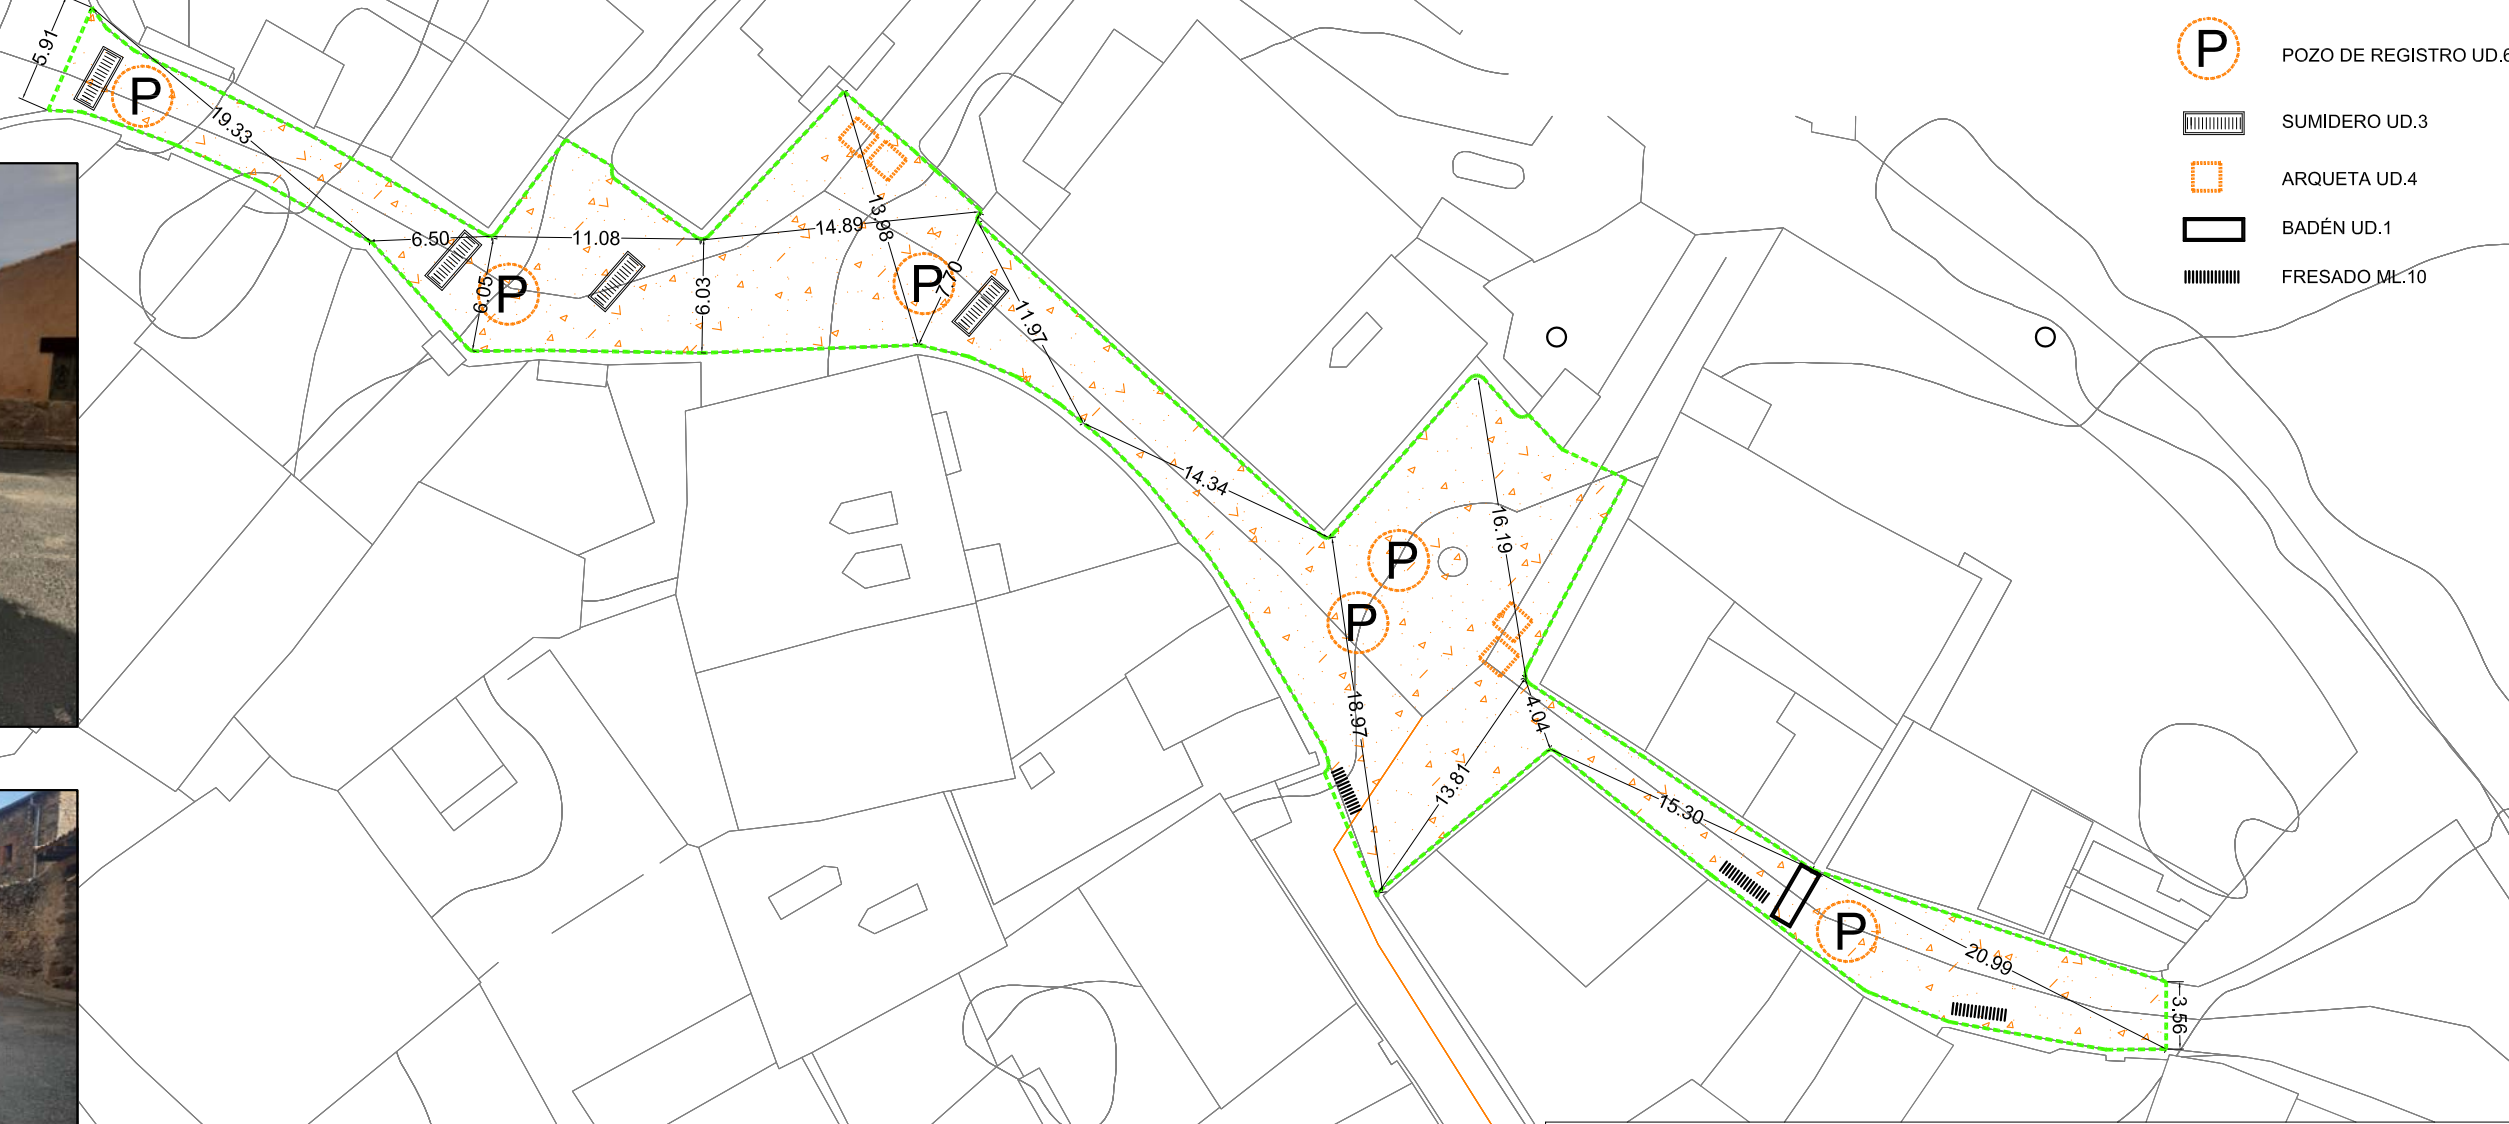 P POZO DE REGISTRO UD.6
SUMIDERO UD.3
ARQUETA UD.4
BADÉN UD.1
FRESADO ML.10
5.91
P
19.33
6.50
11.08
14.89
13.98
6.05
P
6.03
P
7.70
11.97
14.34
16.19
P
P
18.97
4.04
13.81
15.30
P
20.99
3.56